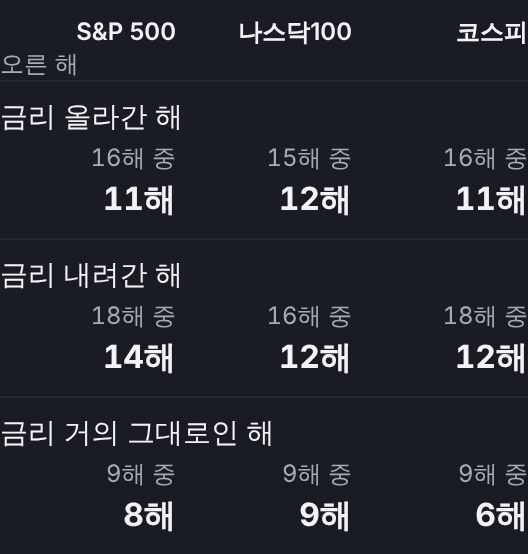 S&P 500 나스닥100 코스피
오른 해
금리 올라간 해
16해 중 15해 중 16해 중
11해 12해 11해
금리 내려간 해
18해 중 16해 중 18해 중
14해 12해 12해
금리 거의 그대로인 해
9해 중 9해 중 9해 중
8해 9해 6해